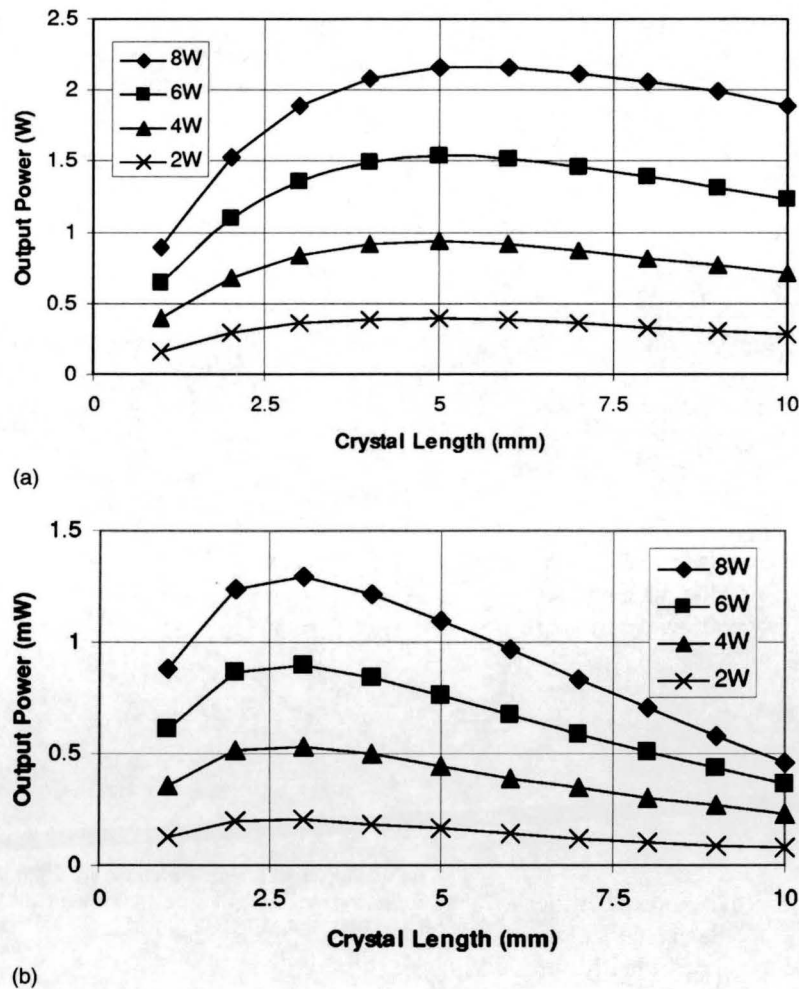 2.5
2
1.5
1
0.5
0
Output Power (W)
8W
6W
4W
2W
0
2.5
5
7.5
10
Crystal Length (mm)
(a)
1.5
1
0.5
0
Output Power (mW)
8W
6W
4W
2W
0
2.5
5
7.5
10
Crystal Length (mm)
(b)